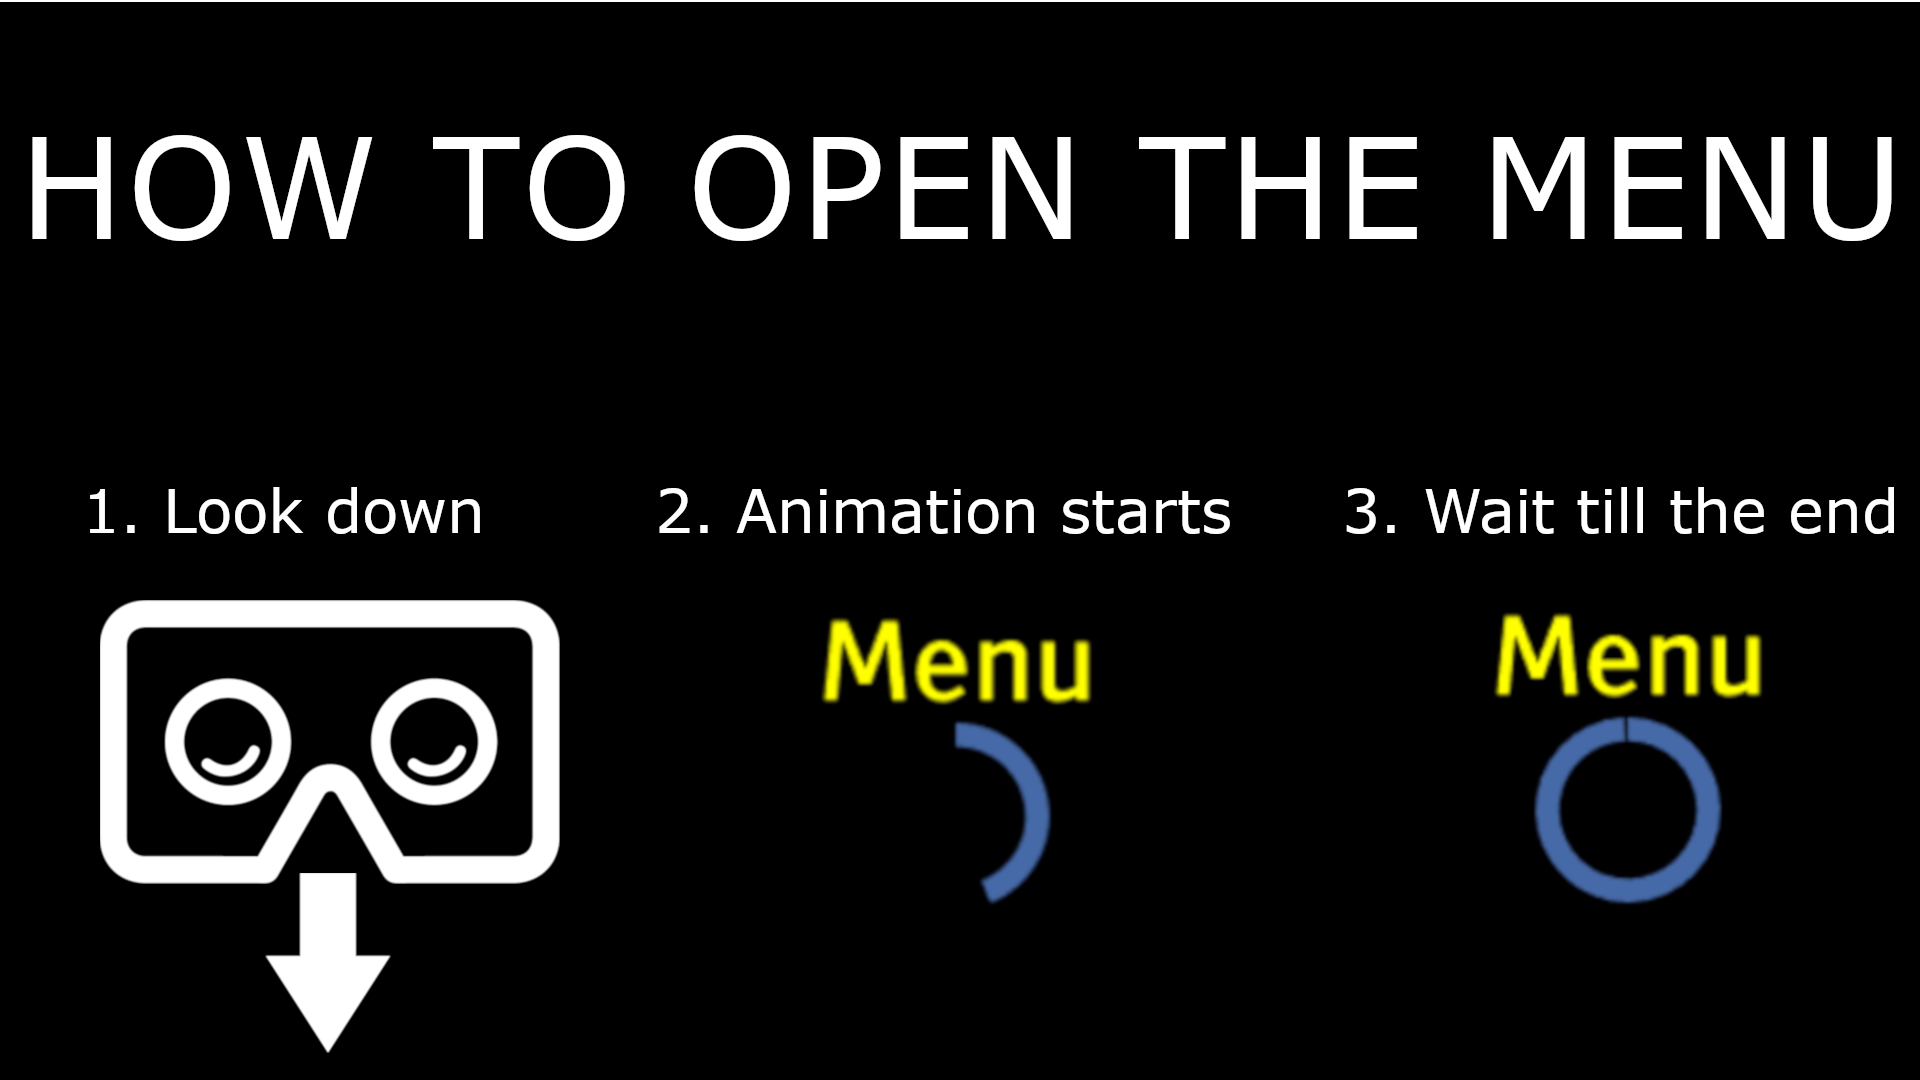 HOW TO OPEN THE MENU
1. Look down
2. Animation starts
3. Wait till the end
Menu
Menu